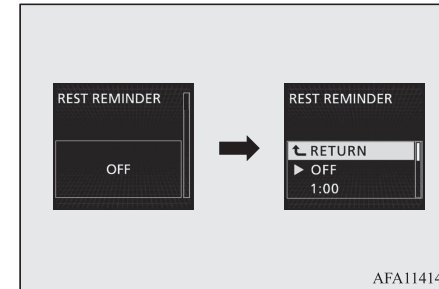 REST REMINDER
OFF
REST REMINDER
RETURN
OFF
1:00
AFA11414